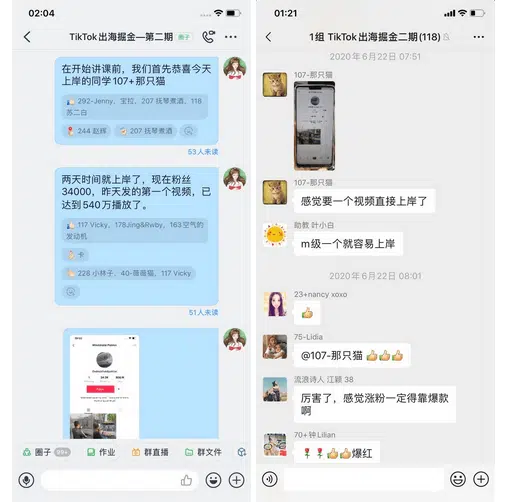 02:04
TikTok出海掘金—第二期 圈子
在开始讲课前，我们首先恭喜今天
上岸的同学107+那只猫
292-Jenny，宝拉，207 抚琴煮酒，118
苏二白
244 赵辉
207 抚琴煮酒
53人未读
两天时间就上岸了，现在粉丝
34000，昨天发的第一个视频，已
达到540万播放了。
117 Vicky，178Jing&Rwby，163空气的
发动机
卡
228 小林子，40-薇薇猫，117 Vicky
51人未读
圈子 99+
作业
群直播
群文件
01:21
1组 TikTok出海掘金二期(118)
2020年6月22日 07:51
107-那只猫
107-那只猫
感觉要一个视频直接上岸了
助教 叶小白
m级一个就容易上岸
2020年6月22日 08:01
23+nancy xoxo
75-Lidia
@107-那只猫
流浪诗人 江颖 38
厉害了，感觉涨粉一定得靠爆款
啊
70+钟Lilian
爆红